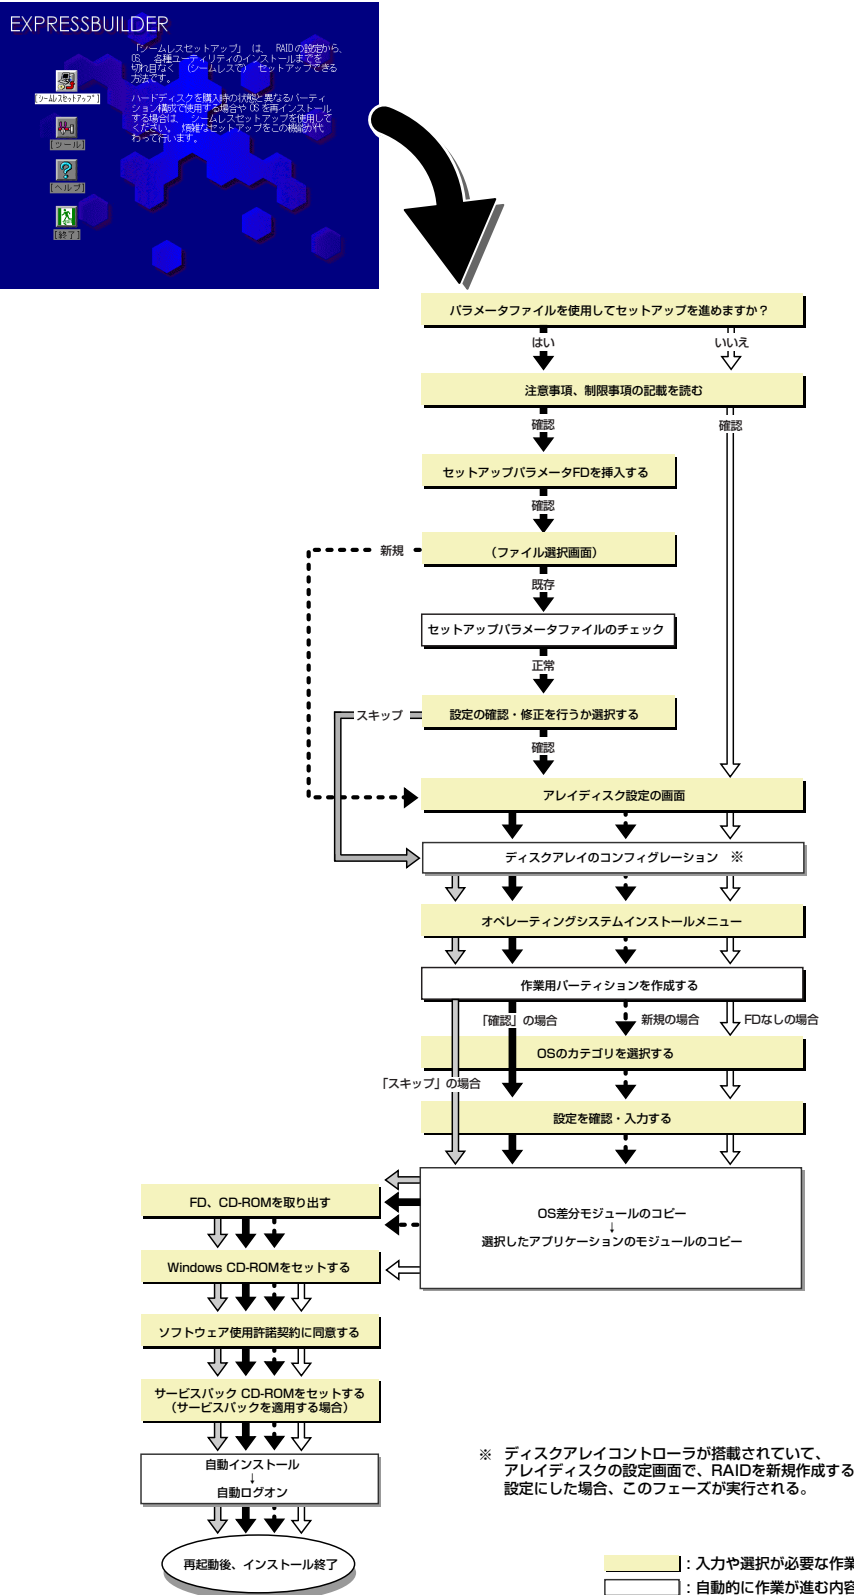 EXPRESSBUILDER
「シームレスセットアップ」 は、 RAIDの設定から、
OS、 各種ユーティリティのインストールまでを
切れ目なく （シームレスで） セットアップできる
方法です。
ハードディスクを購入時の状態と異なるパーティ
ション構成で使用する場合や OS を再インストール
する場合は、 シームレスセットアップを使用して
ください。 煩雑なセットアップをこの機能が代
わって行います。
[シームレスセットアップ]
[ツール]
[ヘルプ]
[終了]
パラメータファイルを使用してセットアップを進めますか？
はい
いいえ
注意事項、制限事項の記載を読む
確認
確認
セットアップパラメータFDを挿入する
確認
新規
（ファイル選択画面）
既存
セットアップパラメータファイルのチェック
正常
スキップ
設定の確認・修正を行うか選択する
確認
アレイディスク設定の画面
ディスクアレイのコンフィグレーション ※
オペレーティングシステムインストールメニュー
作業用パーティションを作成する
「確認」の場合
新規の場合
FDなしの場合
OSのカテゴリを選択する
「スキップ」の場合
設定を確認・入力する
OS差分モジュールのコピー
↓
選択したアプリケーションのモジュールのコピー
FD、CD-ROMを取り出す
Windows CD-ROMをセットする
ソフトウェア使用許諾契約に同意する
サービスパック CD-ROMをセットする
（サービスパックを適用する場合）
自動インストール
↓
自動ログオン
再起動後、インストール終了
※ ディスクアレイコントローラが搭載されていて、
アレイディスクの設定画面で、RAIDを新規作成する
設定にした場合、このフェーズが実行される。
：入力や選択が必要な作業
：自動的に作業が進む内容